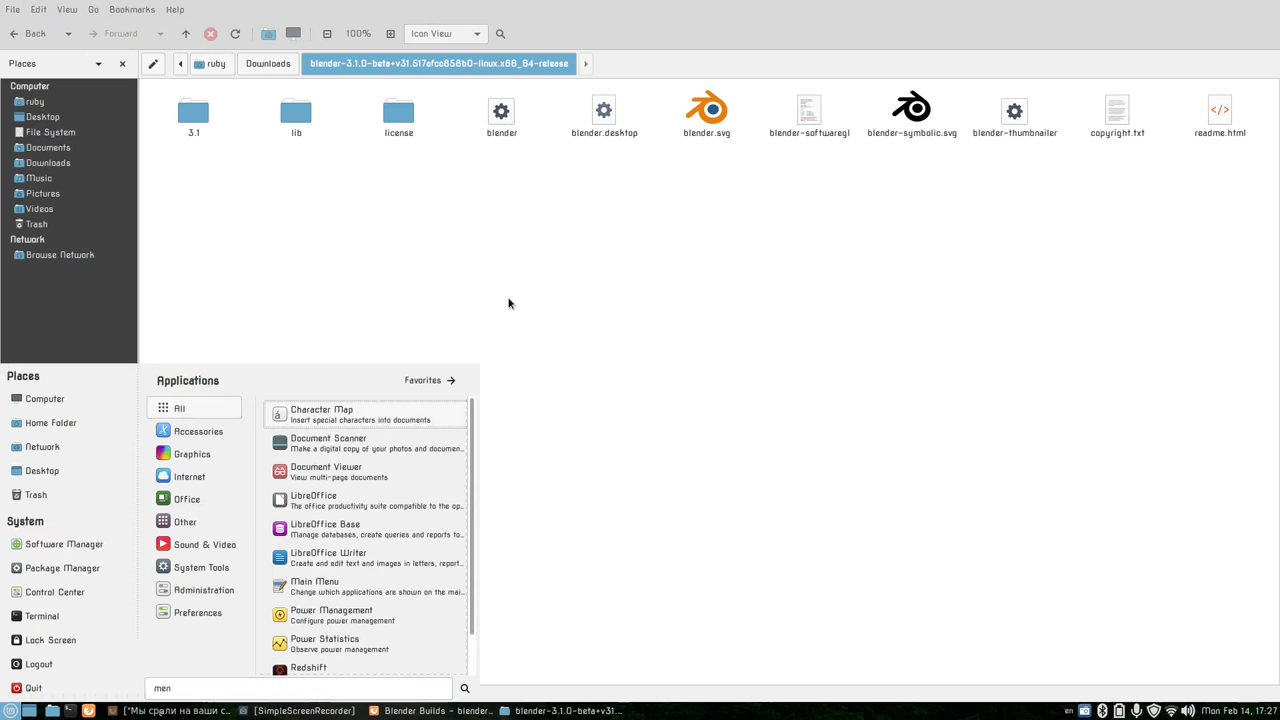 File Edit View Go Bookmarks Help
Back Forward 100% Icon View
Places ruby Downloads blender-3.1.0-beta+v31.517afcc858b0-linux.x86_64-release
Computer
ruby
Desktop
File System
Documents
Downloads
Music
Pictures
Videos
Trash
Network
Browse Network
3.1 lib license blender blender.desktop blender.svg blender-softwaregl blender-symbolic.svg blender-thumbnailer copyright.txt readme.html
Places
Computer
Home Folder
Network
Desktop
Trash
System
Software Manager
Package Manager
Control Center
Terminal
Lock Screen
Logout
Quit
Applications
Favorites
All
Accessories
Graphics
Internet
Office
Other
Sound & Video
System Tools
Administration
Preferences
Character Map
Insert special characters into documents
Document Scanner
Make a digital copy of your photos and documen...
Document Viewer
View multi-page documents
LibreOffice
The office productivity suite compatible to the op...
LibreOffice Base
Manage databases, create queries and reports to...
LibreOffice Writer
Create and edit text and images in letters, report...
Main Menu
Change which applications are shown on the mai...
Power Management
Configure power management
Power Statistics
Observe power management
Redshift
men
["Мы срали на ваши с... [SimpleScreenRecorder] Blender Builds - blender... blender-3.1.0-beta+v31.... en Mon Feb 14, 17:27